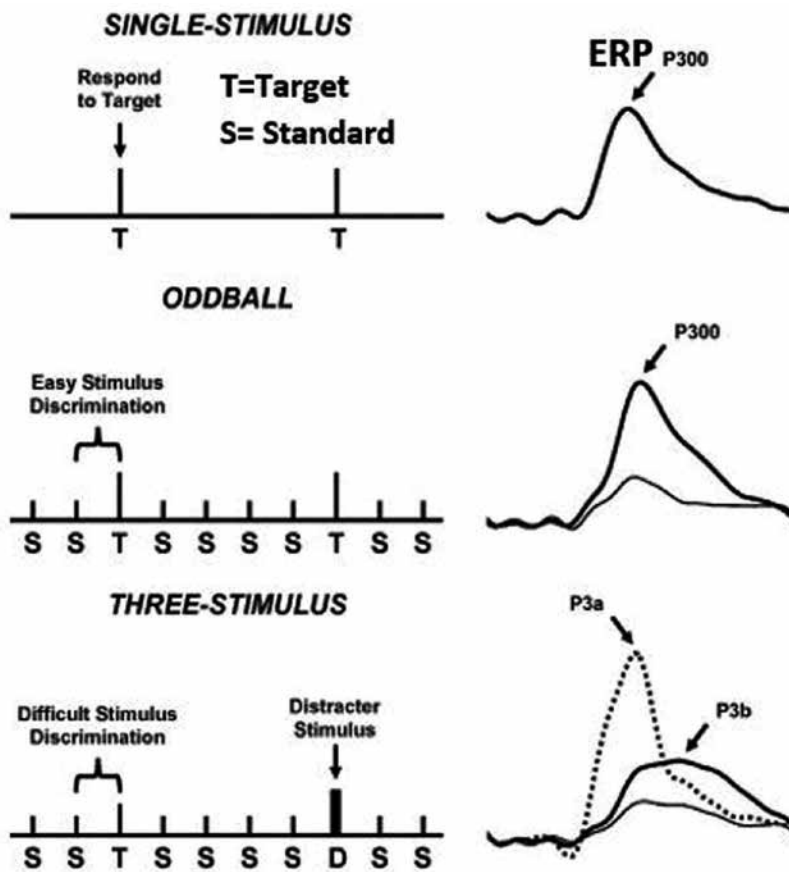 SINGLE-STIMULUS
Respond
to Target
T=Target
S= Standard
T T
ERP P300
ODDBALL
Easy Stimulus
Discrimination
S S T S S S S T S S
P300
THREE-STIMULUS
Difficult Stimulus
Discrimination
Distracter
Stimulus
S S T S S S S D S S
P3a
P3b